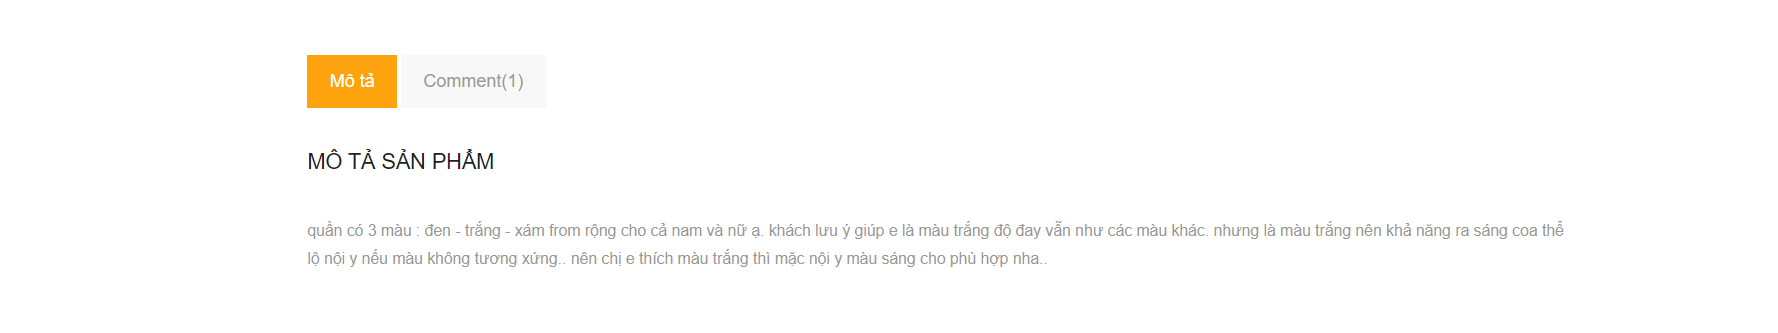 Mô tả
Comment(1)
MÔ TẢ SẢN PHẨM
quần có 3 màu : đen - trắng - xám from rộng cho cả nam và nữ ạ. khách lưu ý giúp e là màu trắng độ đay vẫn như các màu khác. nhưng là màu trắng nên khả năng ra sáng coa thể
lộ nội y nếu màu không tương xứng.. nên chị e thích màu trắng thì mặc nội y màu sáng cho phù hợp nha..